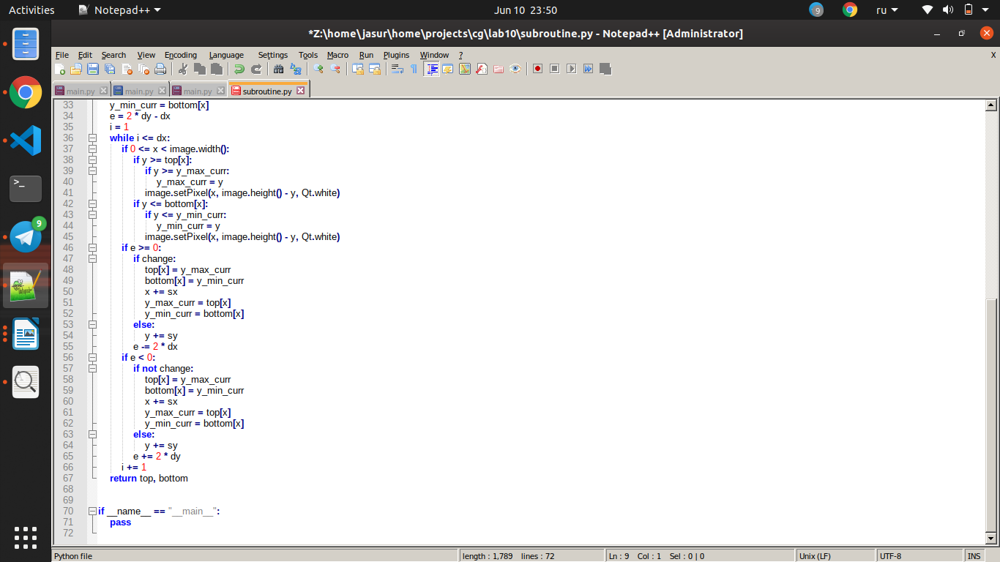 Activities Notepad++ Jun 10 23:50 9 ru
*Z:\home\jasur\home\projects\cg\lab10\subroutine.py - Notepad++ [Administrator]
File Edit Search View Encoding Language Settings Tools Macro Run Plugins Window ? X
main.py main.py main.py subroutine.py
33 y_min_curr = bottom[x]
34 e = 2 * dy - dx
35 i = 1
36 while i <= dx:
37 if 0 <= x < image.width():
38 if y >= top[x]:
39 if y >= y_max_curr:
40 y_max_curr = y
41 image.setPixel(x, image.height() - y, Qt.white)
42 if y <= bottom[x]:
43 if y <= y_min_curr:
44 y_min_curr = y
45 image.setPixel(x, image.height() - y, Qt.white)
46 if e >= 0:
47 if change:
48 top[x] = y_max_curr
49 bottom[x] = y_min_curr
50 x += sx
51 y_max_curr = top[x]
52 y_min_curr = bottom[x]
53 else:
54 y += sy
55 e -= 2 * dx
56 if e < 0:
57 if not change:
58 top[x] = y_max_curr
59 bottom[x] = y_min_curr
60 x += sx
61 y_max_curr = top[x]
62 y_min_curr = bottom[x]
63 else:
64 y += sy
65 e += 2 * dy
66 i += 1
67 return top, bottom
68
69
70 if __name__ == "__main__":
71 pass
72
9
Python file length : 1,789 lines : 72 Ln : 9 Col : 1 Sel : 0 | 0 Unix (LF) UTF-8 INS